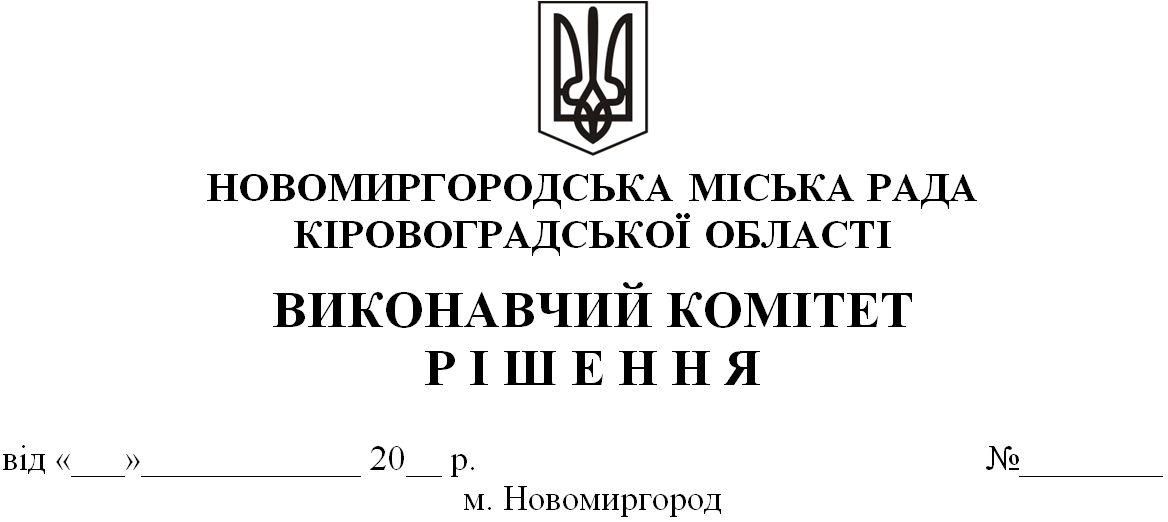 НОВОМИРГОРОДСЬКА МІСЬКА РАДА
КІРОВОГРАДСЬКОЇ ОБЛАСТІ
ВИКОНАВЧИЙ КОМІТЕТ
Р І Ш Е Н Н Я
від «___»____________ 20__ р. №________
м. Новомиргород